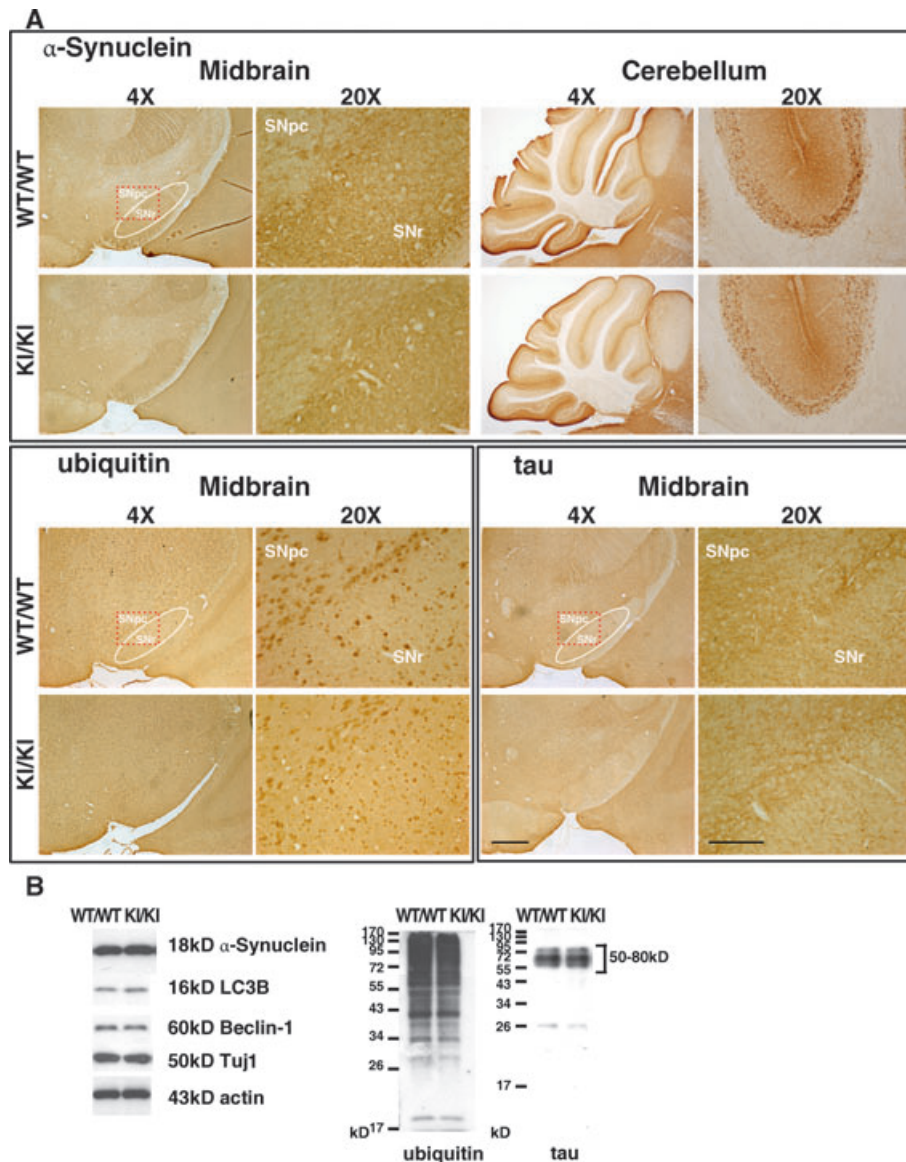 A
α-Synuclein
Midbrain Cerebellum
4X 20X 4X 20X
WT/WT
SNpc
SNr
SNpc
SNr
KI/KI
ubiquitin
Midbrain
4X 20X
WT/WT
SNpc
SNr
SNpc
SNr
KI/KI
tau
Midbrain
4X 20X
SNpc
SNr
SNpc
SNr
B
WT/WT KI/KI
18kD α-Synuclein
16kD LC3B
60kD Beclin-1
50kD Tuj1
43kD actin
WT/WT KI/KI
170
130
95
72
55
43
34
26
kD 17
ubiquitin
WT/WT KI/KI
170
130
95
72
55
43
34
26
17
kD
50-80kD
tau